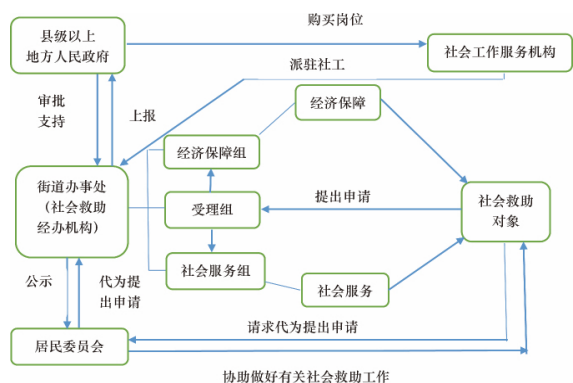 购买岗位
县级以上
地方人民政府
社会工作服务机构
派驻社工
审批
支持
上报
经济保障
经济保障组
街道办事处
(社会救助
经办机构)
受理组
提出申请
社会救助
对象
社会服务组
社会服务
公示
代为提
出申请
请求代为提出申请
居民委员会
协助做好有关社会救助工作